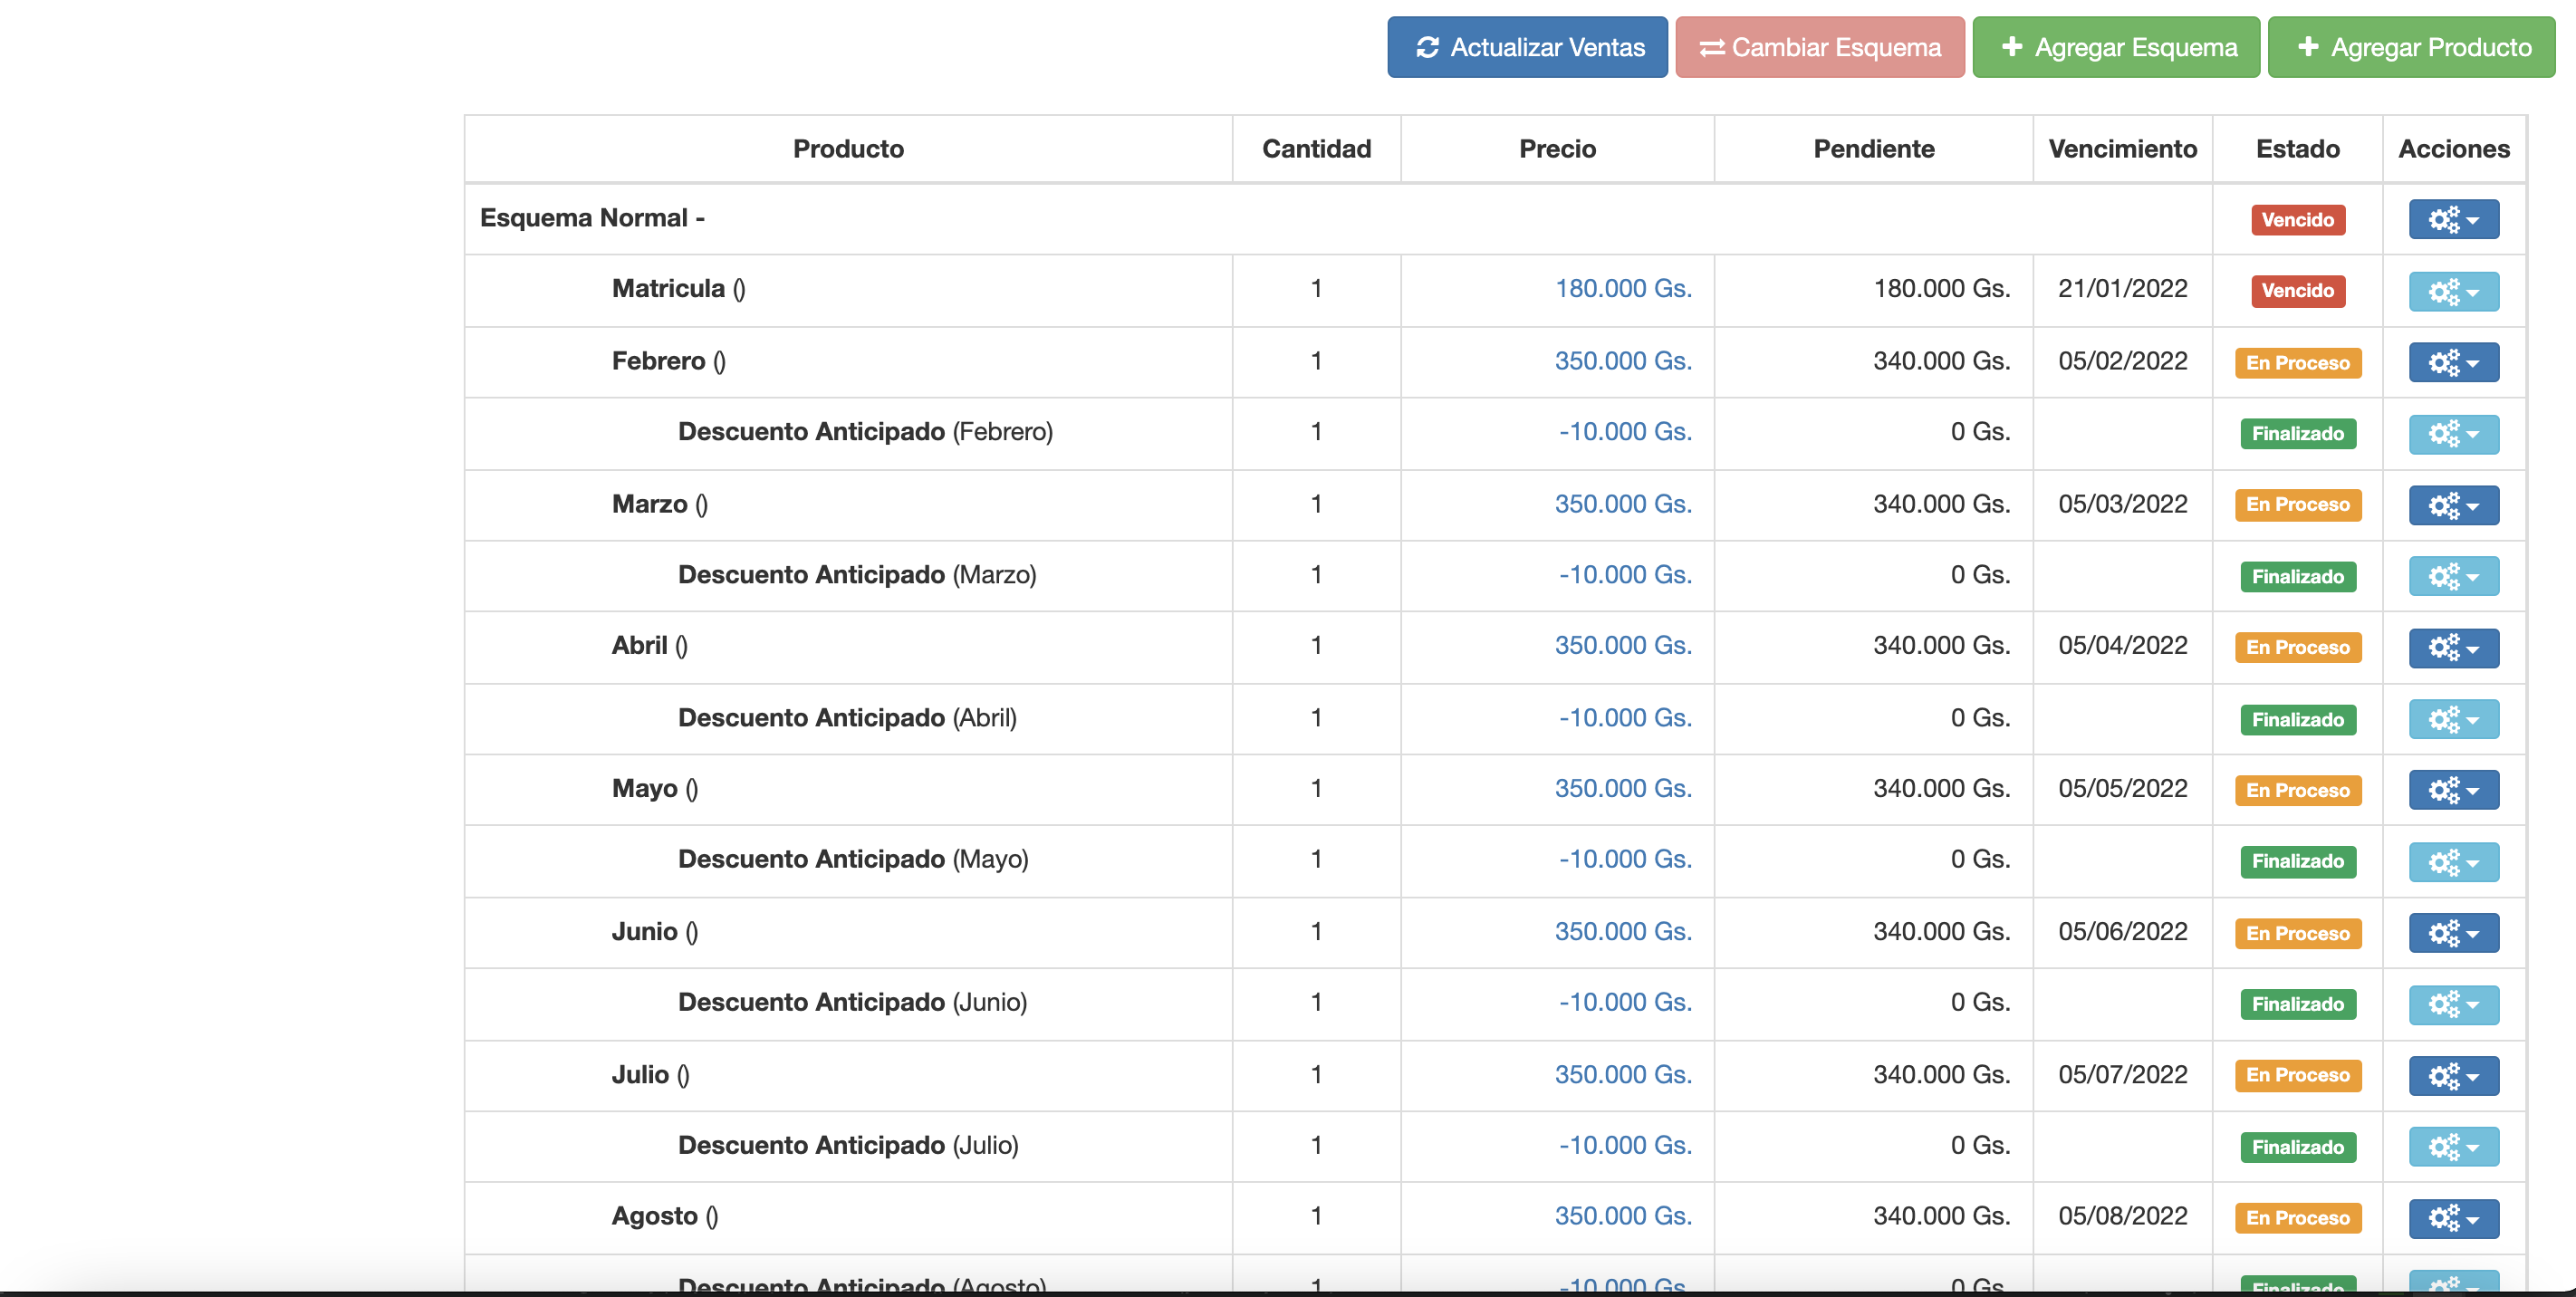 Actualizar Ventas Cambiar Esquema Agregar Esquema Agregar Producto
Producto Cantidad Precio Pendiente Vencimiento Estado Acciones
Esquema Normal - Vencido
Matricula () 1 180.000 Gs. 180.000 Gs. 21/01/2022 Vencido
Febrero () 1 350.000 Gs. 340.000 Gs. 05/02/2022 En Proceso
Descuento Anticipado (Febrero) 1 -10.000 Gs. 0 Gs. Finalizado
Marzo () 1 350.000 Gs. 340.000 Gs. 05/03/2022 En Proceso
Descuento Anticipado (Marzo) 1 -10.000 Gs. 0 Gs. Finalizado
Abril () 1 350.000 Gs. 340.000 Gs. 05/04/2022 En Proceso
Descuento Anticipado (Abril) 1 -10.000 Gs. 0 Gs. Finalizado
Mayo () 1 350.000 Gs. 340.000 Gs. 05/05/2022 En Proceso
Descuento Anticipado (Mayo) 1 -10.000 Gs. 0 Gs. Finalizado
Junio () 1 350.000 Gs. 340.000 Gs. 05/06/2022 En Proceso
Descuento Anticipado (Junio) 1 -10.000 Gs. 0 Gs. Finalizado
Julio () 1 350.000 Gs. 340.000 Gs. 05/07/2022 En Proceso
Descuento Anticipado (Julio) 1 -10.000 Gs. 0 Gs. Finalizado
Agosto () 1 350.000 Gs. 340.000 Gs. 05/08/2022 En Proceso
Descuento Anticipado (Agosto) 1 -10.000 Gs. 0 Gs. Finalizado